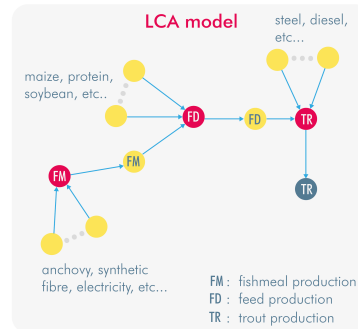 LCA model
steel, diesel,
etc...
maize, protein,
soybean, etc..
FD
FD
TR
FM
FM
TR
anchovy, synthetic
fibre, electricity, etc...
FM : fishmeal production
FD : feed production
TR : trout production